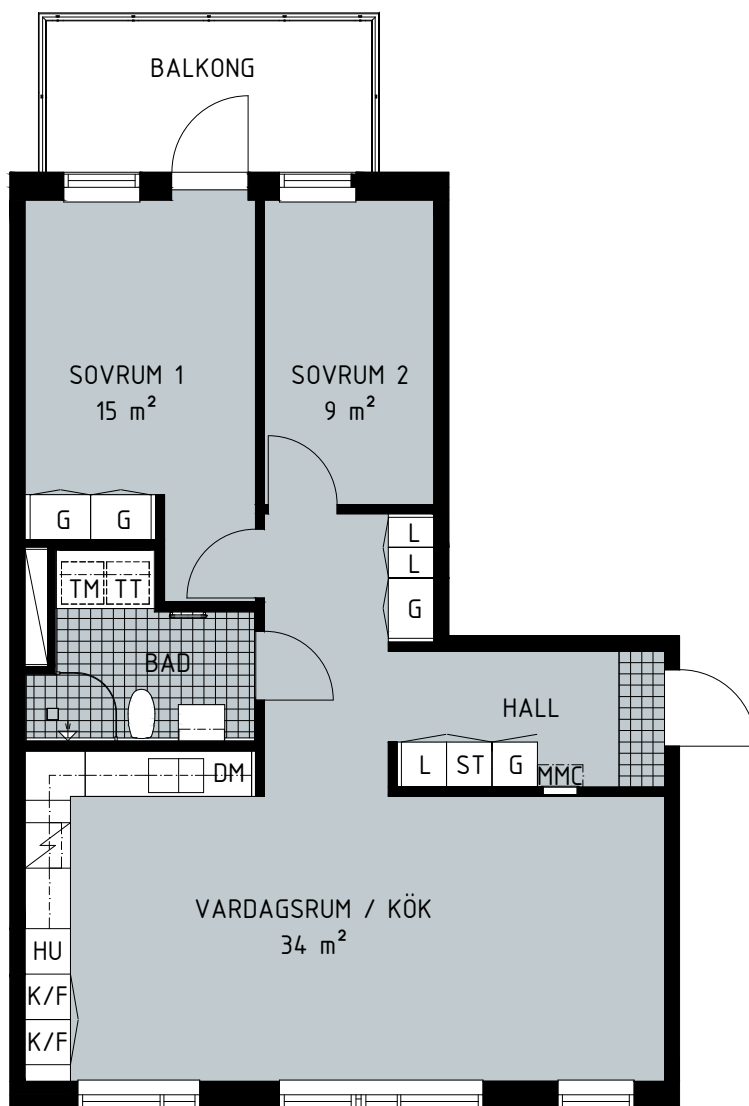 BALKONG
SOVRUM 1
15 m²
SOVRUM 2
9 m²
G
G
L
L
G
TM
TT
BAD
HALL
L
ST
G
MMC
DM
VARDAGSRUM / KÖK
34 m²
HU
K/F
K/F